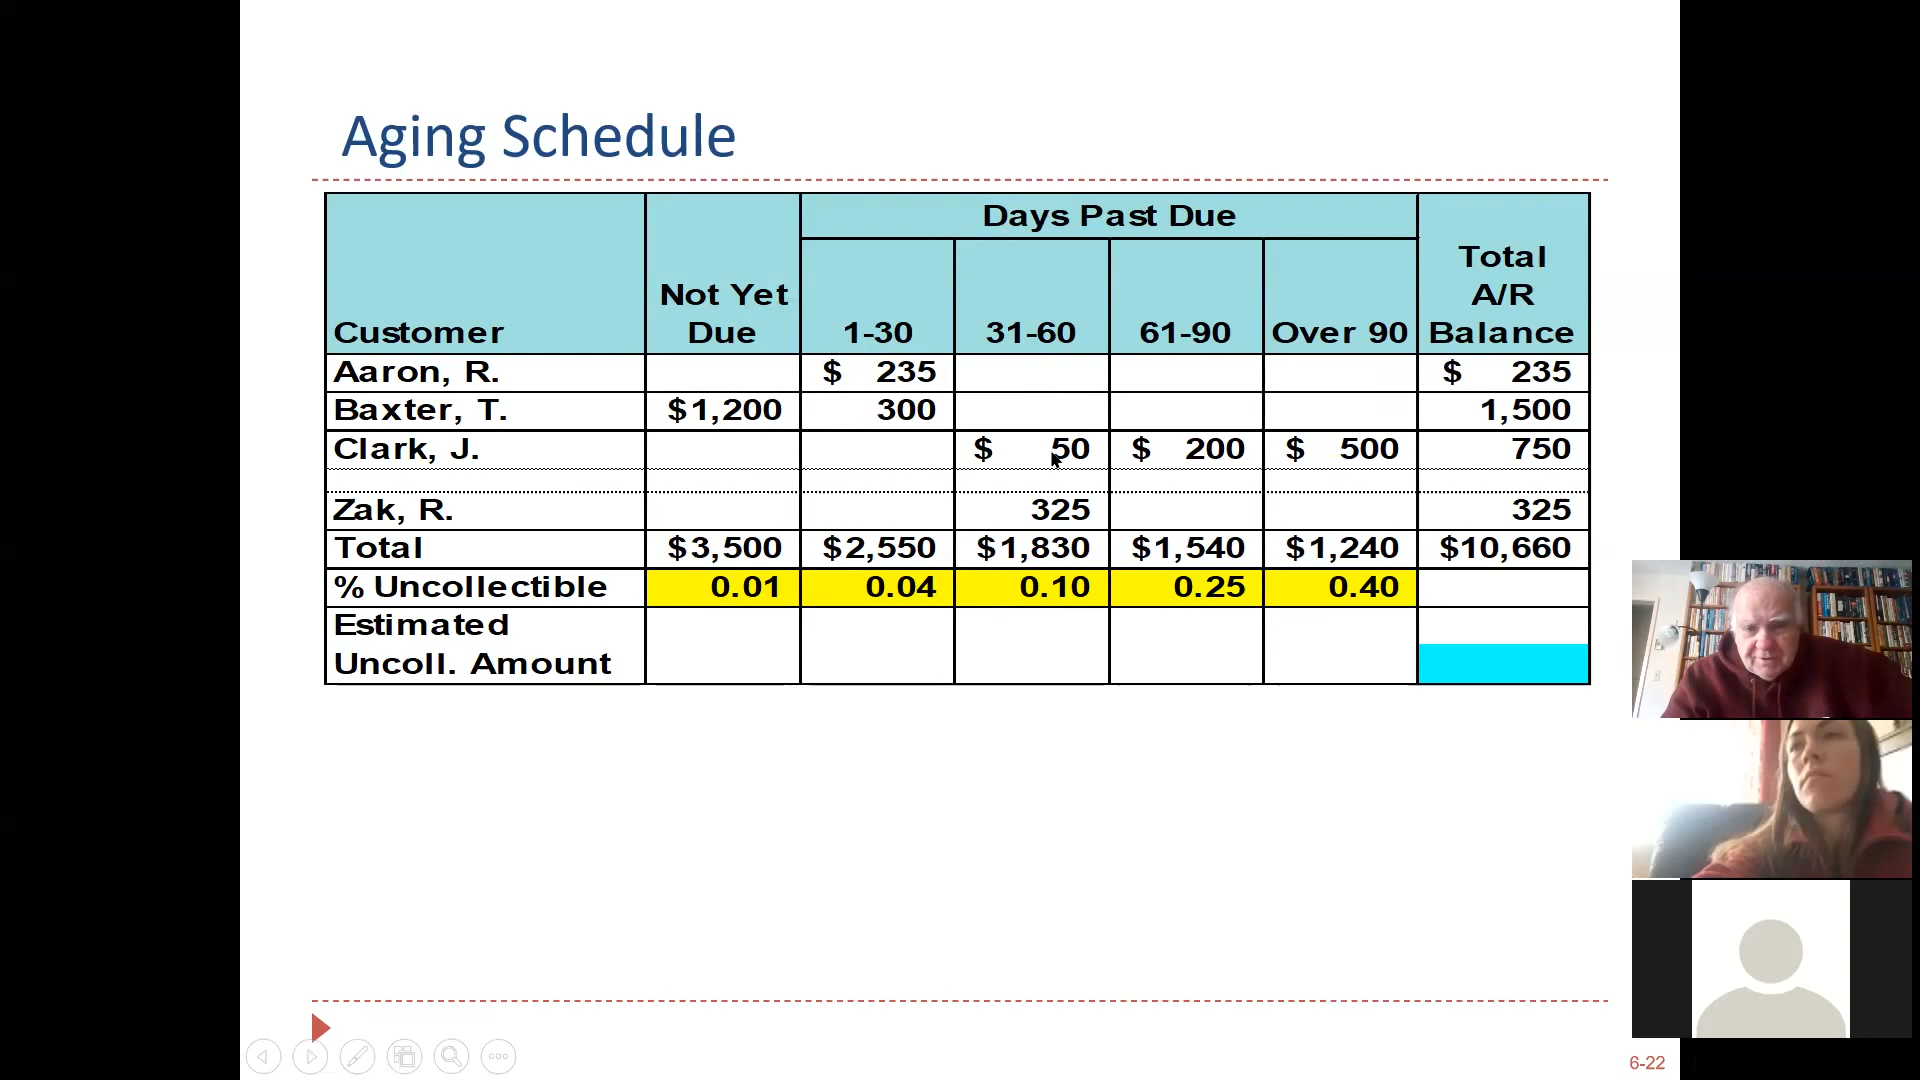 Aging Schedule
Days Past Due
Customer Not Yet Due 1-30 31-60 61-90 Over 90 Total A/R Balance
Aaron, R. $ 235 $ 235
Baxter, T. $1,200 300 1,500
Clark, J. $ 50 $ 200 $ 500 750
Zak, R. 325 325
Total $3,500 $2,550 $1,830 $1,540 $1,240 $10,660
% Uncollectible 0.01 0.04 0.10 0.25 0.40
Estimated
Uncoll. Amount
6-22